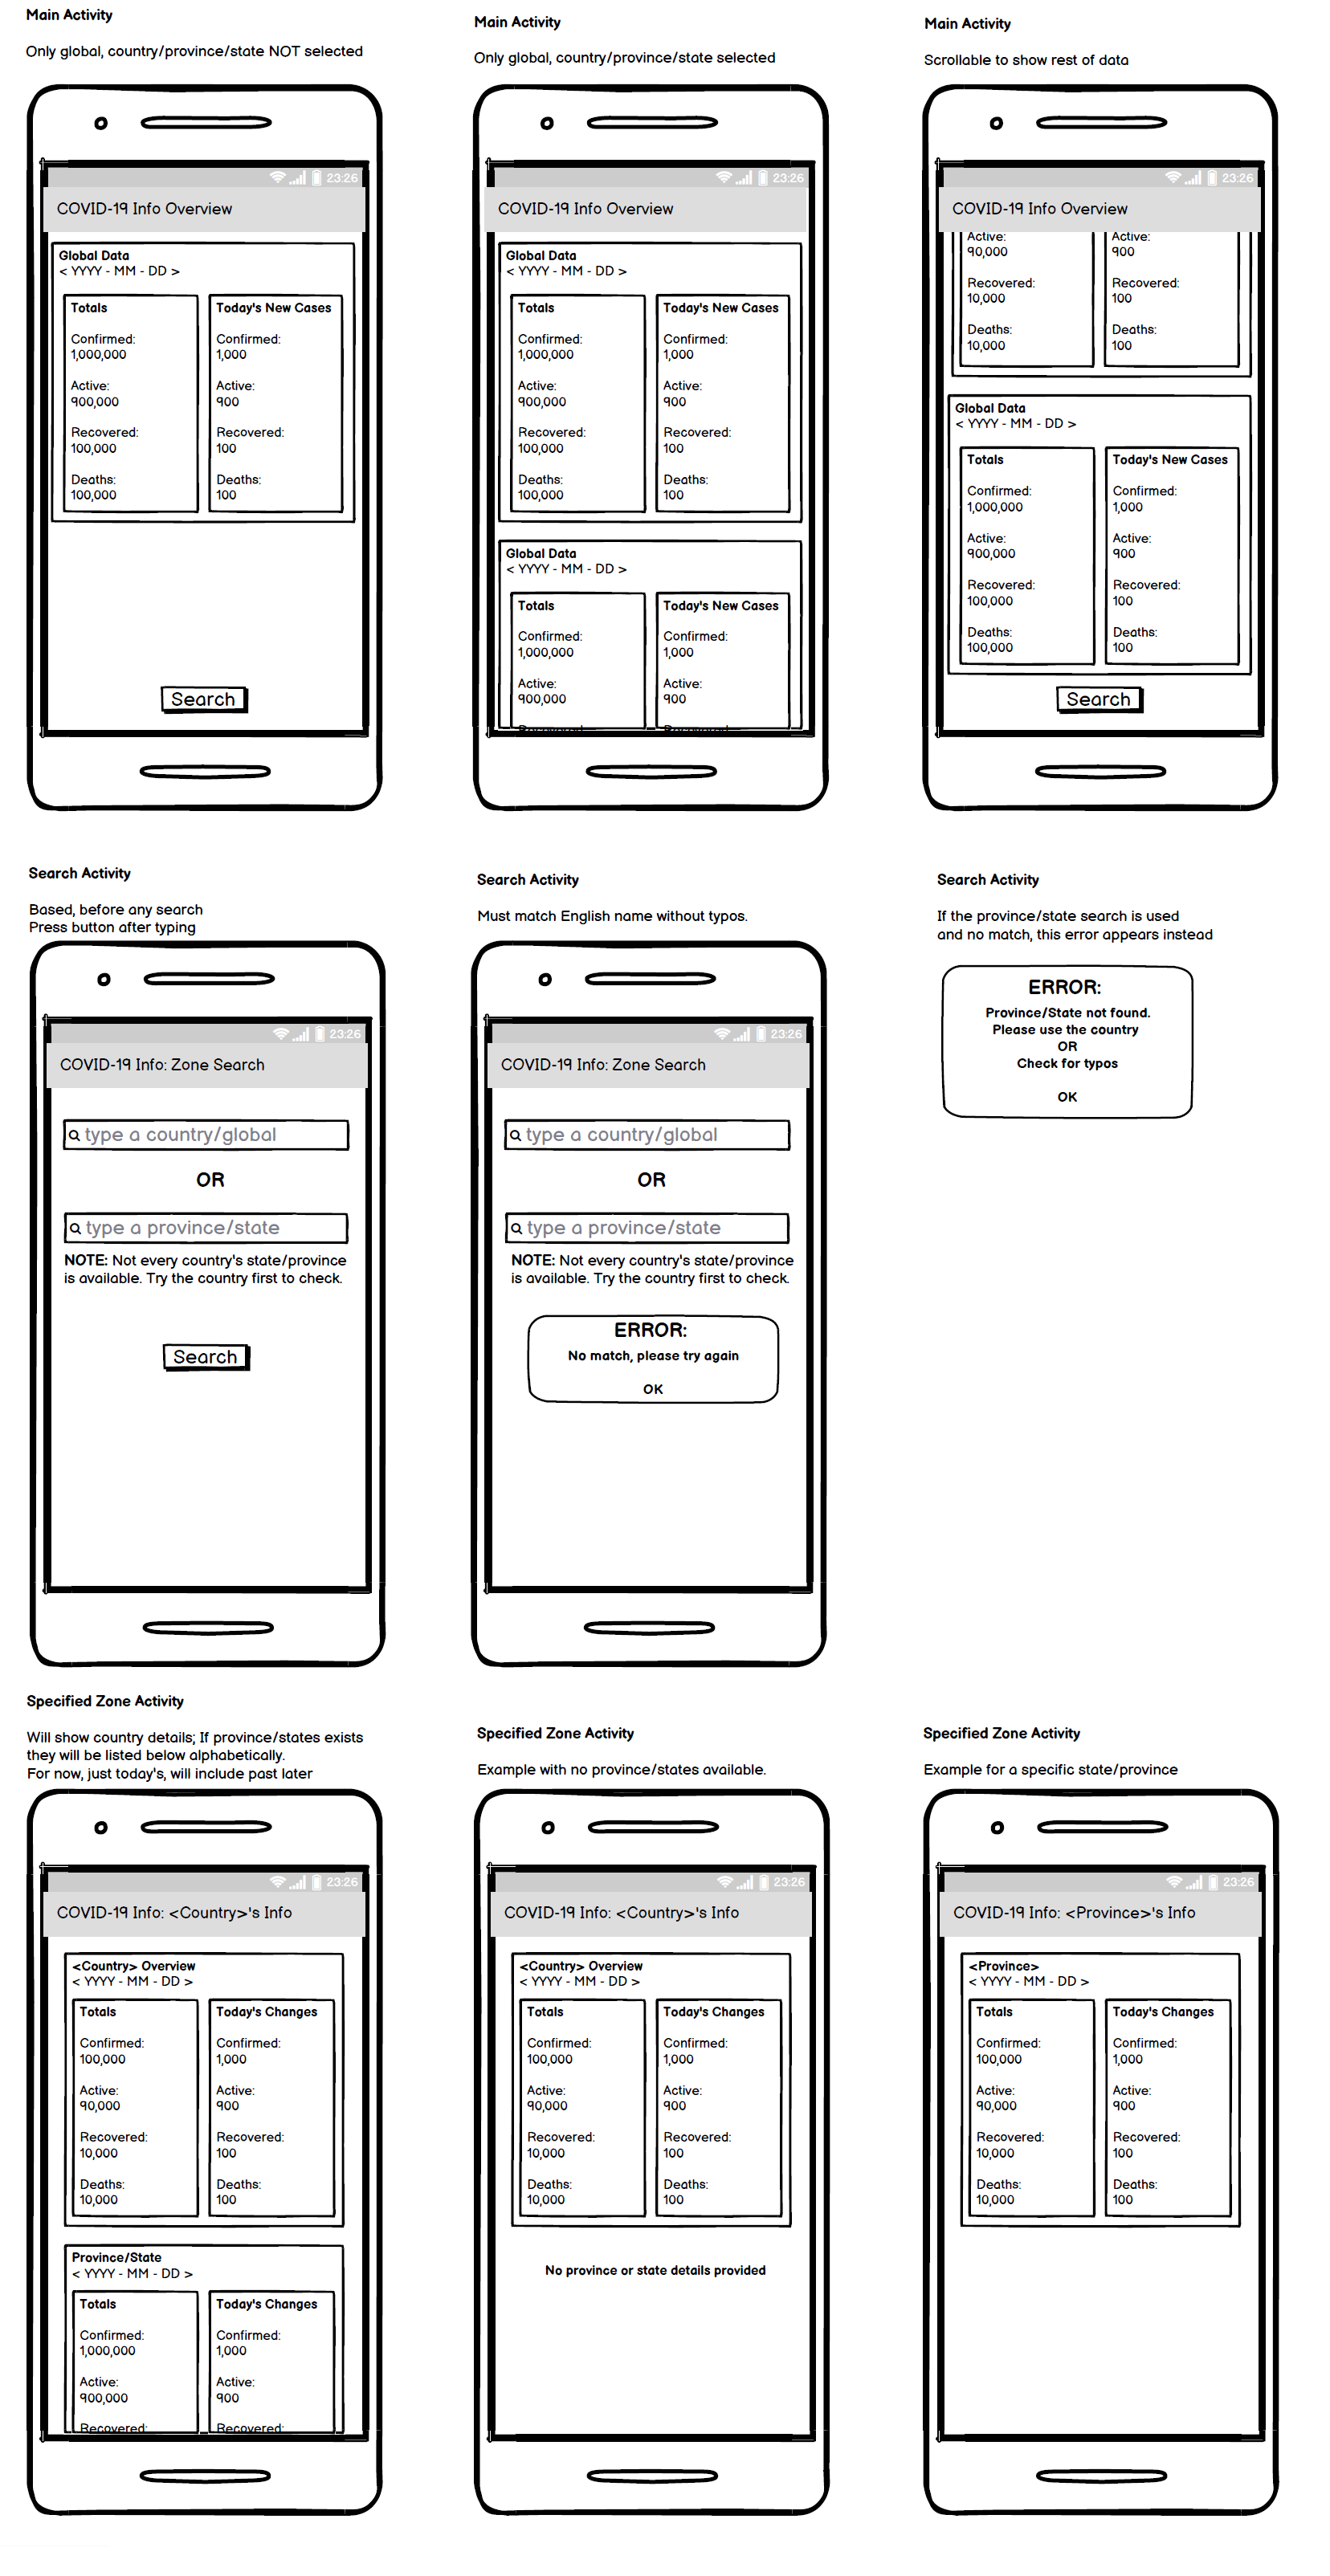 Main Activity
Only global, country/province/state NOT selected
23:26
COVID-19 Info Overview
Global Data
< YYYY - MM - DD >
Totals
Confirmed:
1,000,000
Active:
900,000
Recovered:
100,000
Deaths:
100,000
Today's New Cases
Confirmed:
1,000
Active:
900
Recovered:
100
Deaths:
100
Search
Main Activity
Only global, country/province/state selected
23:26
COVID-19 Info Overview
Global Data
< YYYY - MM - DD >
Totals
Confirmed:
1,000,000
Active:
900,000
Recovered:
100,000
Deaths:
100,000
Today's New Cases
Confirmed:
1,000
Active:
900
Recovered:
100
Deaths:
100
Global Data
< YYYY - MM - DD >
Totals
Confirmed:
1,000,000
Active:
900,000
Recovered:
Today's New Cases
Confirmed:
1,000
Active:
900
Recovered:
Main Activity
Scrollable to show rest of data
23:26
COVID-19 Info Overview
Active:
90,000
Recovered:
10,000
Deaths:
10,000
Active:
900
Recovered:
100
Deaths:
100
Global Data
< YYYY - MM - DD >
Totals
Confirmed:
1,000,000
Active:
900,000
Recovered:
100,000
Deaths:
100,000
Today's New Cases
Confirmed:
1,000
Active:
900
Recovered:
100
Deaths:
100
Search
Search Activity
Based, before any search
Press button after typing
23:26
COVID-19 Info: Zone Search
type a country/global
OR
type a province/state
NOTE: Not every country's state/province
is available. Try the country first to check.
Search
Search Activity
Must match English name without typos.
23:26
COVID-19 Info: Zone Search
type a country/global
OR
type a province/state
NOTE: Not every country's state/province
is available. Try the country first to check.
ERROR:
No match, please try again
OK
Search Activity
If the province/state search is used
and no match, this error appears instead
ERROR:
Province/State not found.
Please use the country
OR
Check for typos
OK
Specified Zone Activity
Will show country details; If province/states exists
they will be listed below alphabetically.
For now, just today's, will include past later
23:26
COVID-19 Info: <Country>'s Info
<Country> Overview
< YYYY - MM - DD >
Totals
Confirmed:
100,000
Active:
90,000
Recovered:
10,000
Deaths:
10,000
Today's Changes
Confirmed:
1,000
Active:
900
Recovered:
100
Deaths:
100
Province/State
< YYYY - MM - DD >
Totals
Confirmed:
1,000,000
Active:
900,000
Recovered:
Today's Changes
Confirmed:
1,000
Active:
900
Recovered:
Specified Zone Activity
Example with no province/states available.
23:26
COVID-19 Info: <Country>'s Info
<Country> Overview
< YYYY - MM - DD >
Totals
Confirmed:
100,000
Active:
90,000
Recovered:
10,000
Deaths:
10,000
Today's Changes
Confirmed:
1,000
Active:
900
Recovered:
100
Deaths:
100
No province or state details provided
Specified Zone Activity
Example for a specific state/province
23:26
COVID-19 Info: <Province>'s Info
<Province>
< YYYY - MM - DD >
Totals
Confirmed:
100,000
Active:
90,000
Recovered:
10,000
Deaths:
10,000
Today's Changes
Confirmed:
1,000
Active:
900
Recovered:
100
Deaths:
100